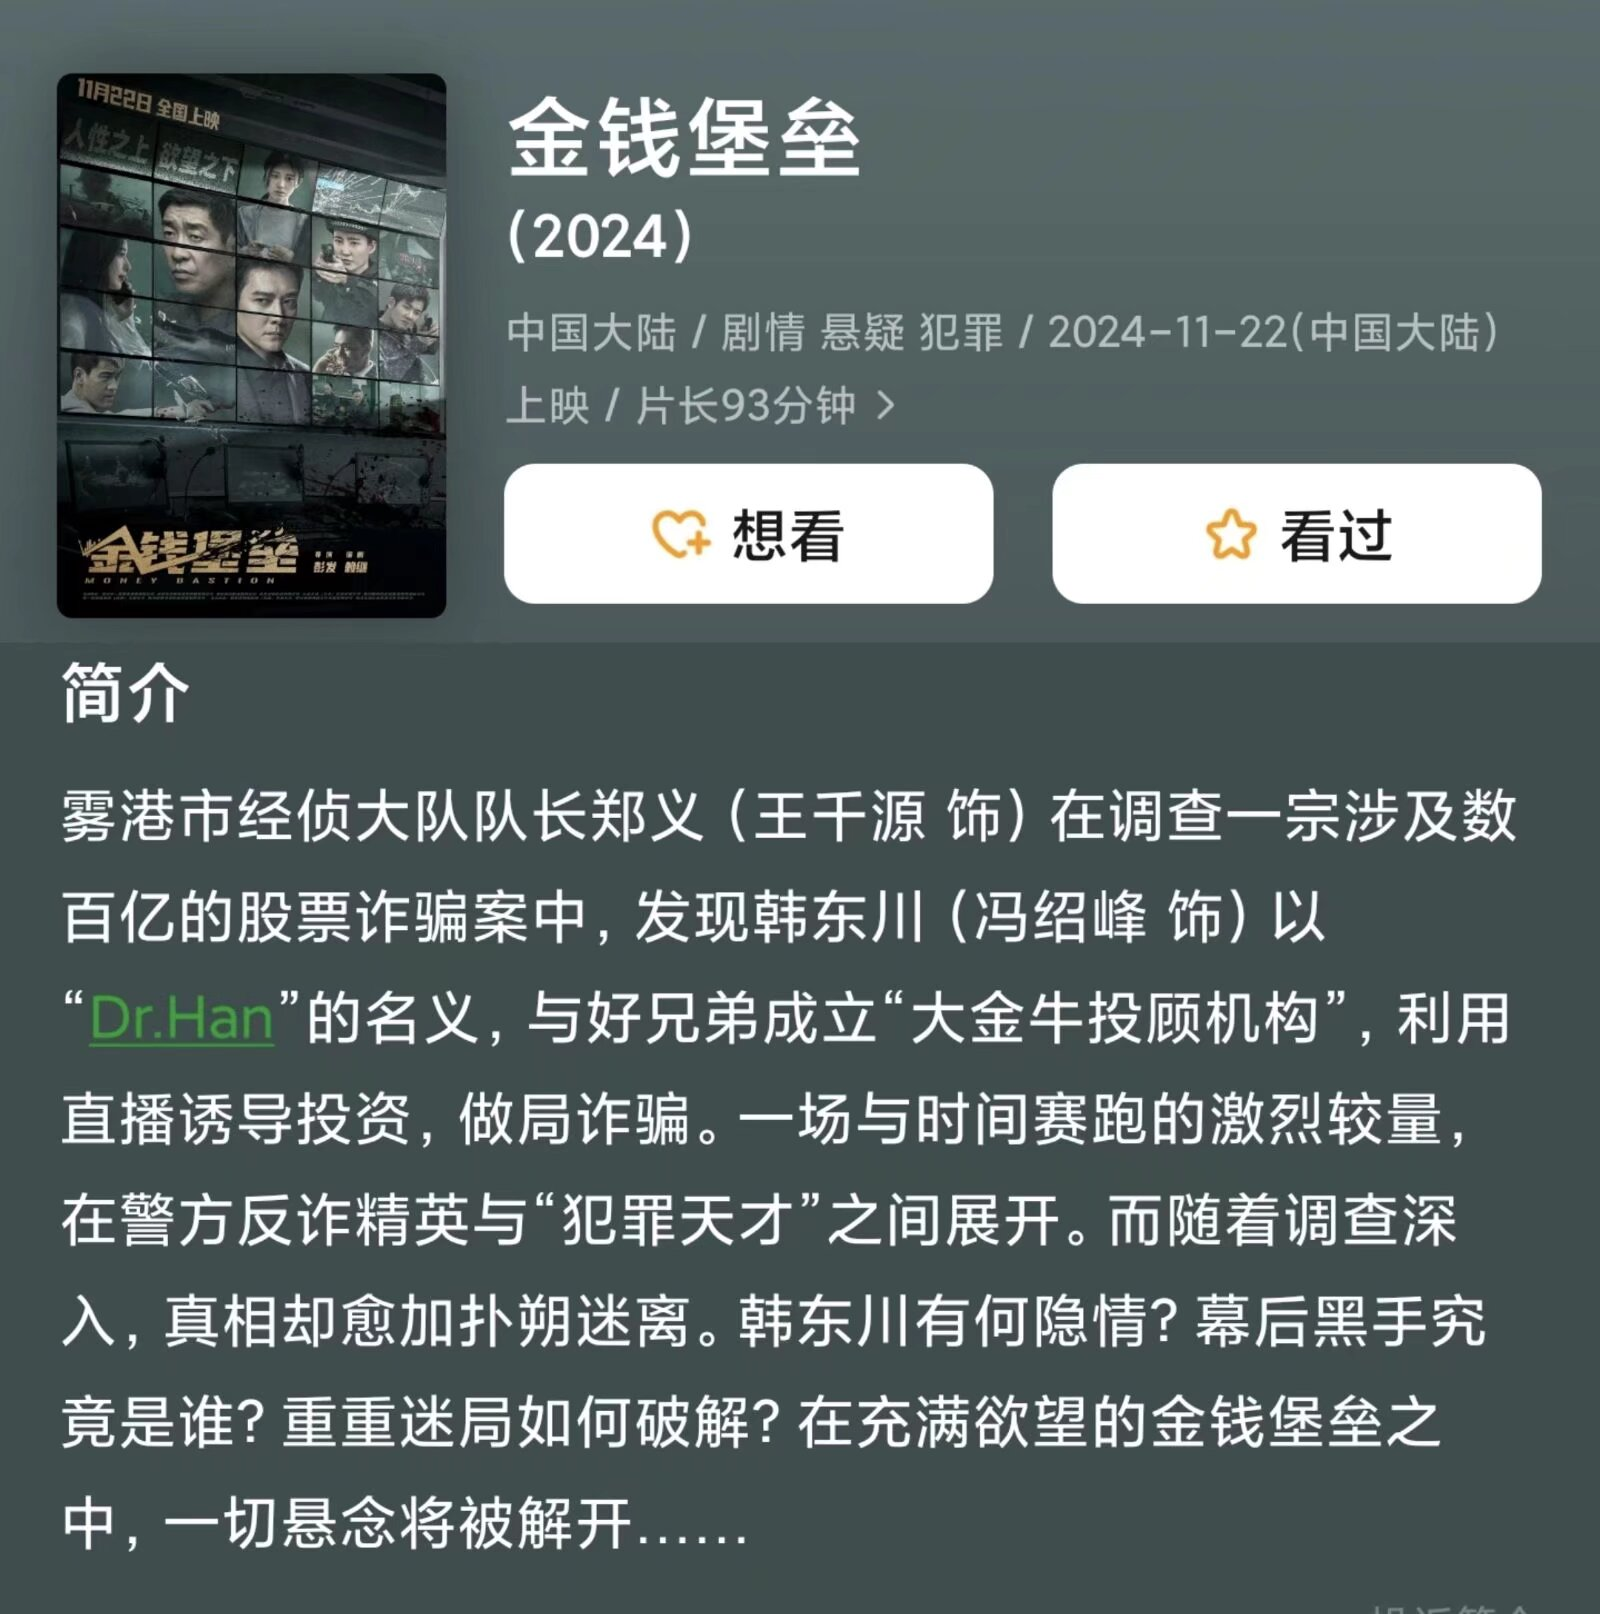 11月22日 全国上映
人性之上 欲望之下
金钱堡垒
MONEY BASTION
彭发 赖继
金钱堡垒
(2024)
中国大陆 / 剧情 悬疑 犯罪 / 2024-11-22(中国大陆)
上映 / 片长93分钟 >
想看
看过
简介
雾港市经侦大队队长郑义（王千源 饰）在调查一宗涉及数
百亿的股票诈骗案中，发现韩东川（冯绍峰 饰）以
“Dr.Han”的名义，与好兄弟成立“大金牛投顾机构”，利用
直播诱导投资，做局诈骗。一场与时间赛跑的激烈较量，
在警方反诈精英与“犯罪天才”之间展开。而随着调查深
入，真相却愈加扑朔迷离。韩东川有何隐情？幕后黑手究
竟是谁？重重迷局如何破解？在充满欲望的金钱堡垒之
中，一切悬念将被解开……